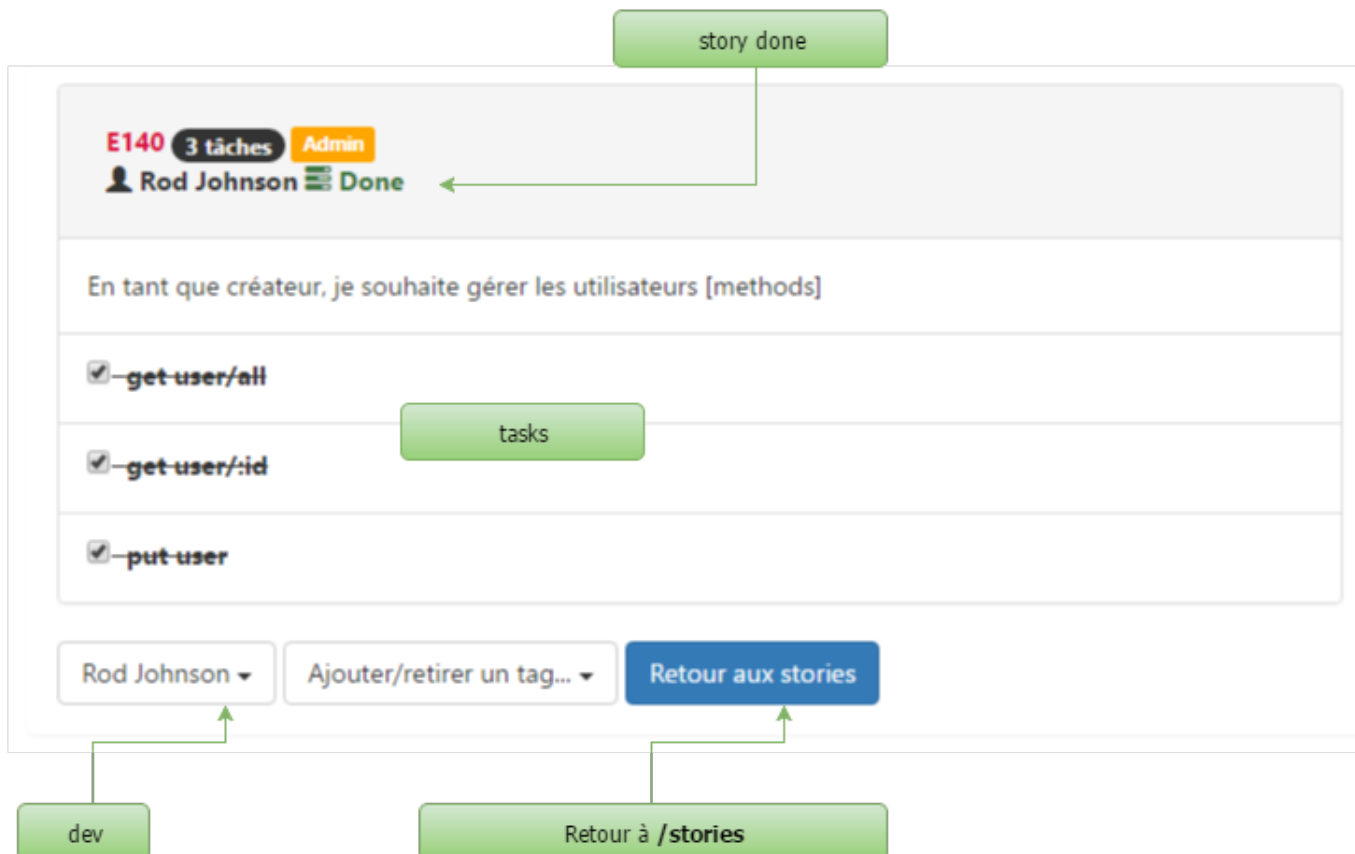 story done
E140 3 tâches Admin
Rod Johnson Done
En tant que créateur, je souhaite gérer les utilisateurs [methods]
get user/all
tasks
get user/:id
put user
Rod Johnson Ajouter/retirer un tag... Retour aux stories
dev Retour à /stories